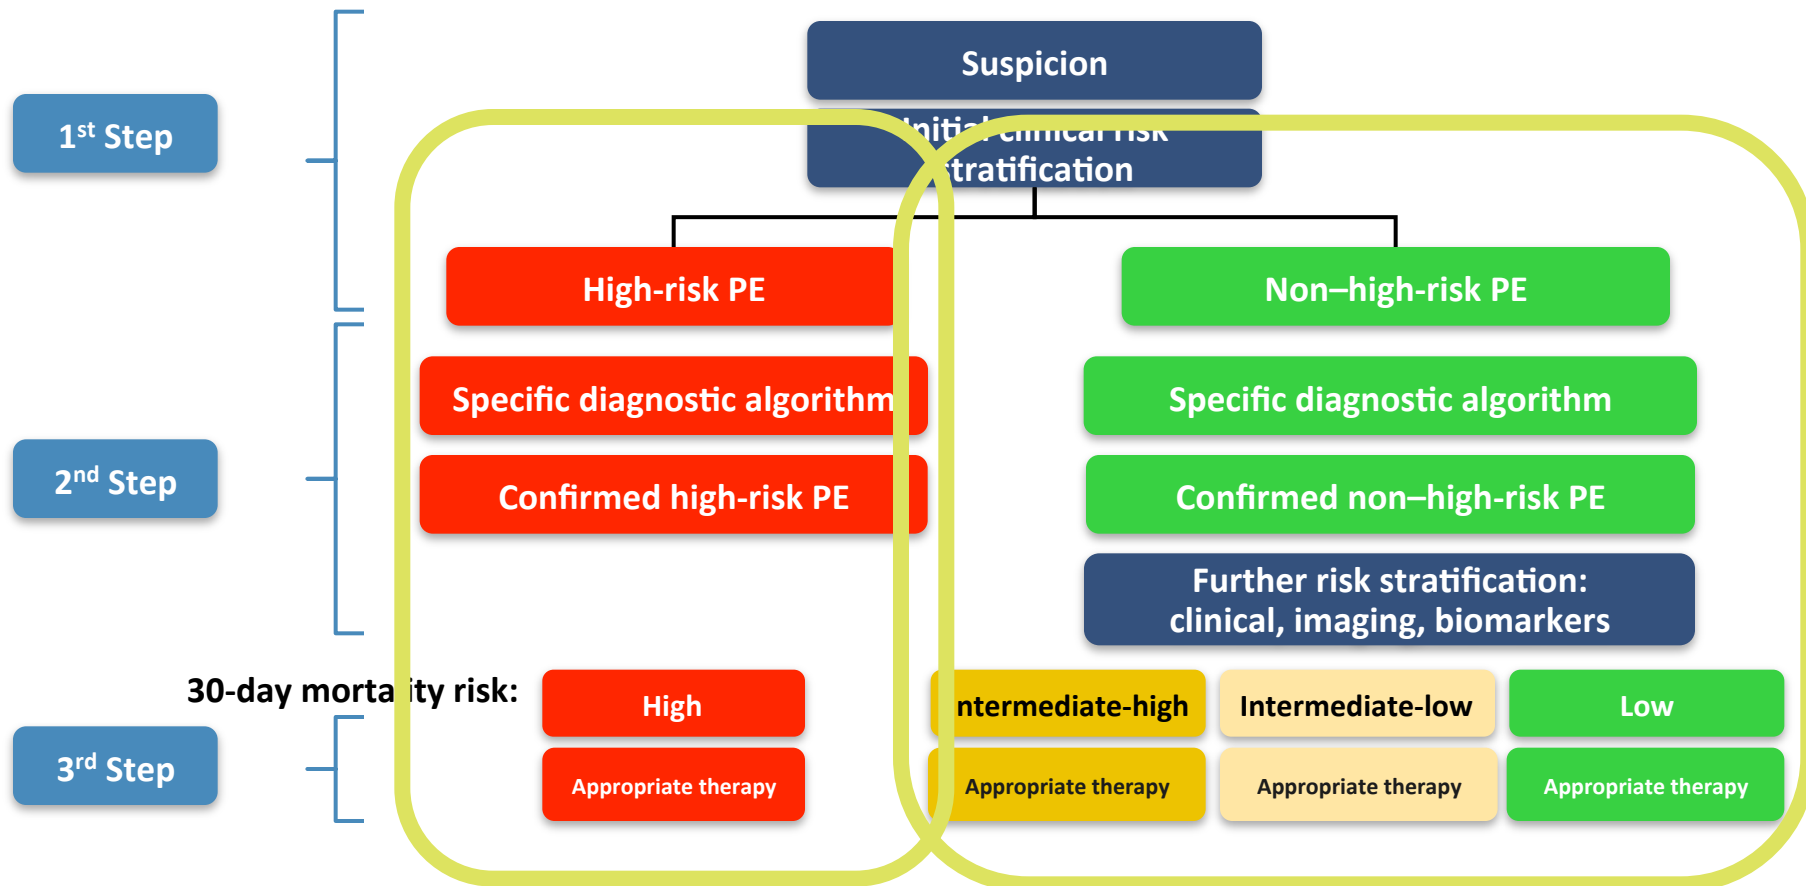 Suspicion
1st Step
Initial clinical risk
stratification
High-risk PE
Non–high-risk PE
Specific diagnostic algorithm
Specific diagnostic algorithm
2nd Step
Confirmed high-risk PE
Confirmed non–high-risk PE
Further risk stratification:
clinical, imaging, biomarkers
30-day mortality risk:
High
Intermediate-high
Intermediate-low
Low
3rd Step
Appropriate therapy
Appropriate therapy
Appropriate therapy
Appropriate therapy